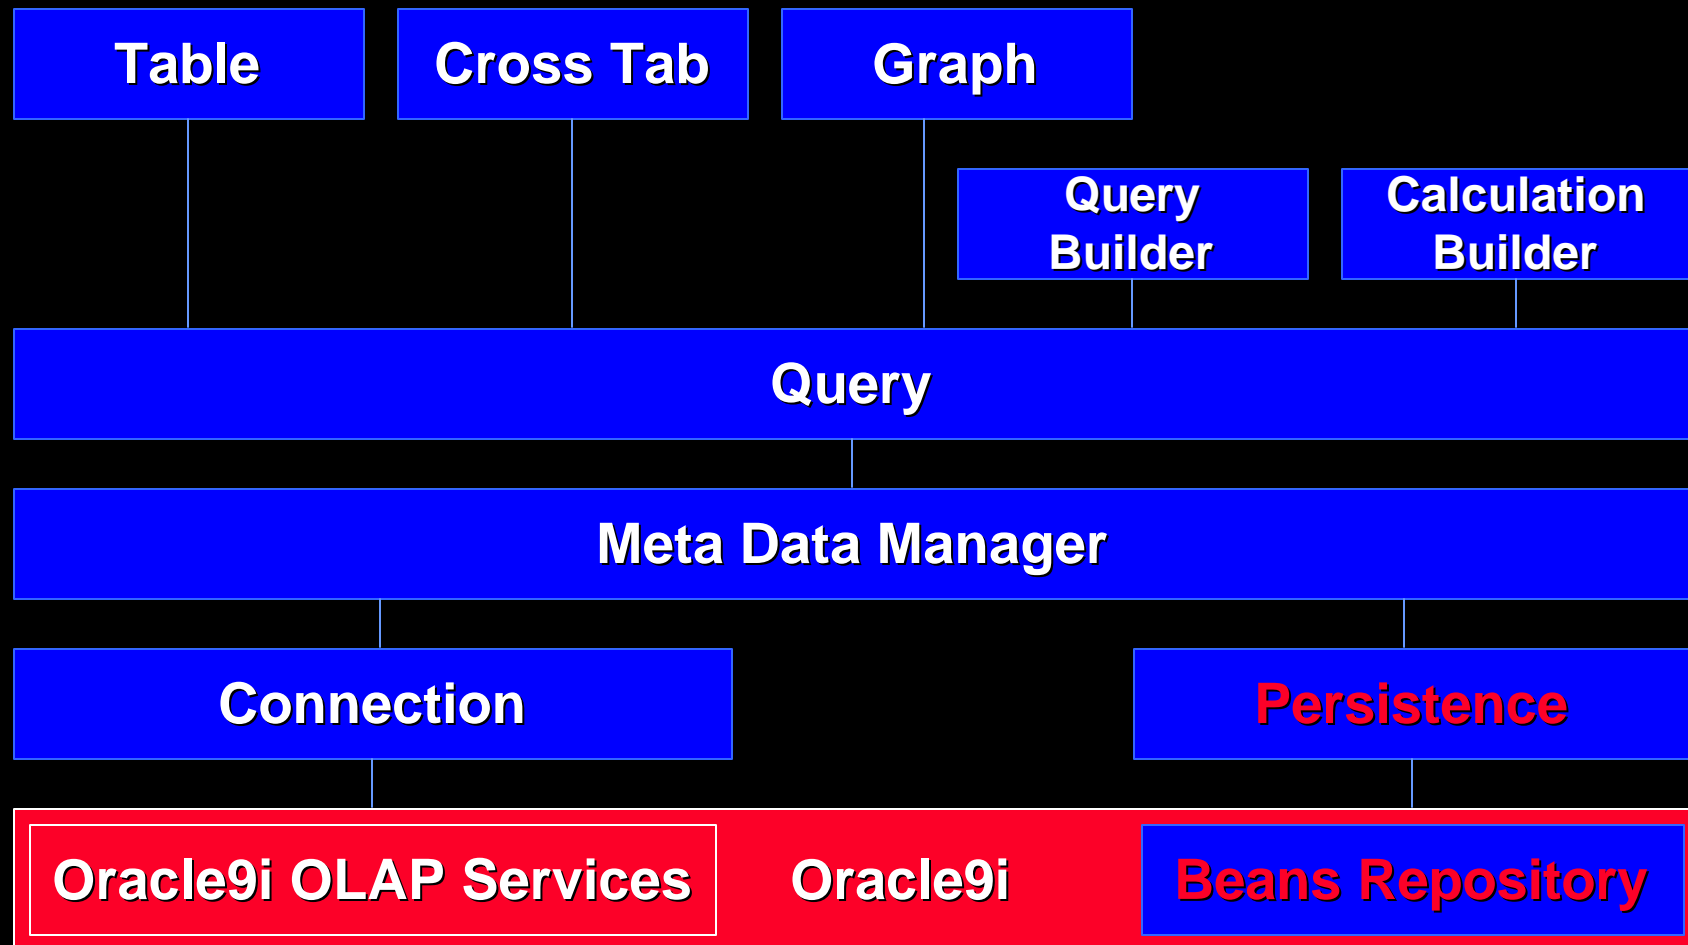 Table
Cross Tab
Graph
Query
Builder
Calculation
Builder
Query
Meta Data Manager
Connection
Persistence
Oracle9i OLAP Services
Oracle9i
Beans Repository